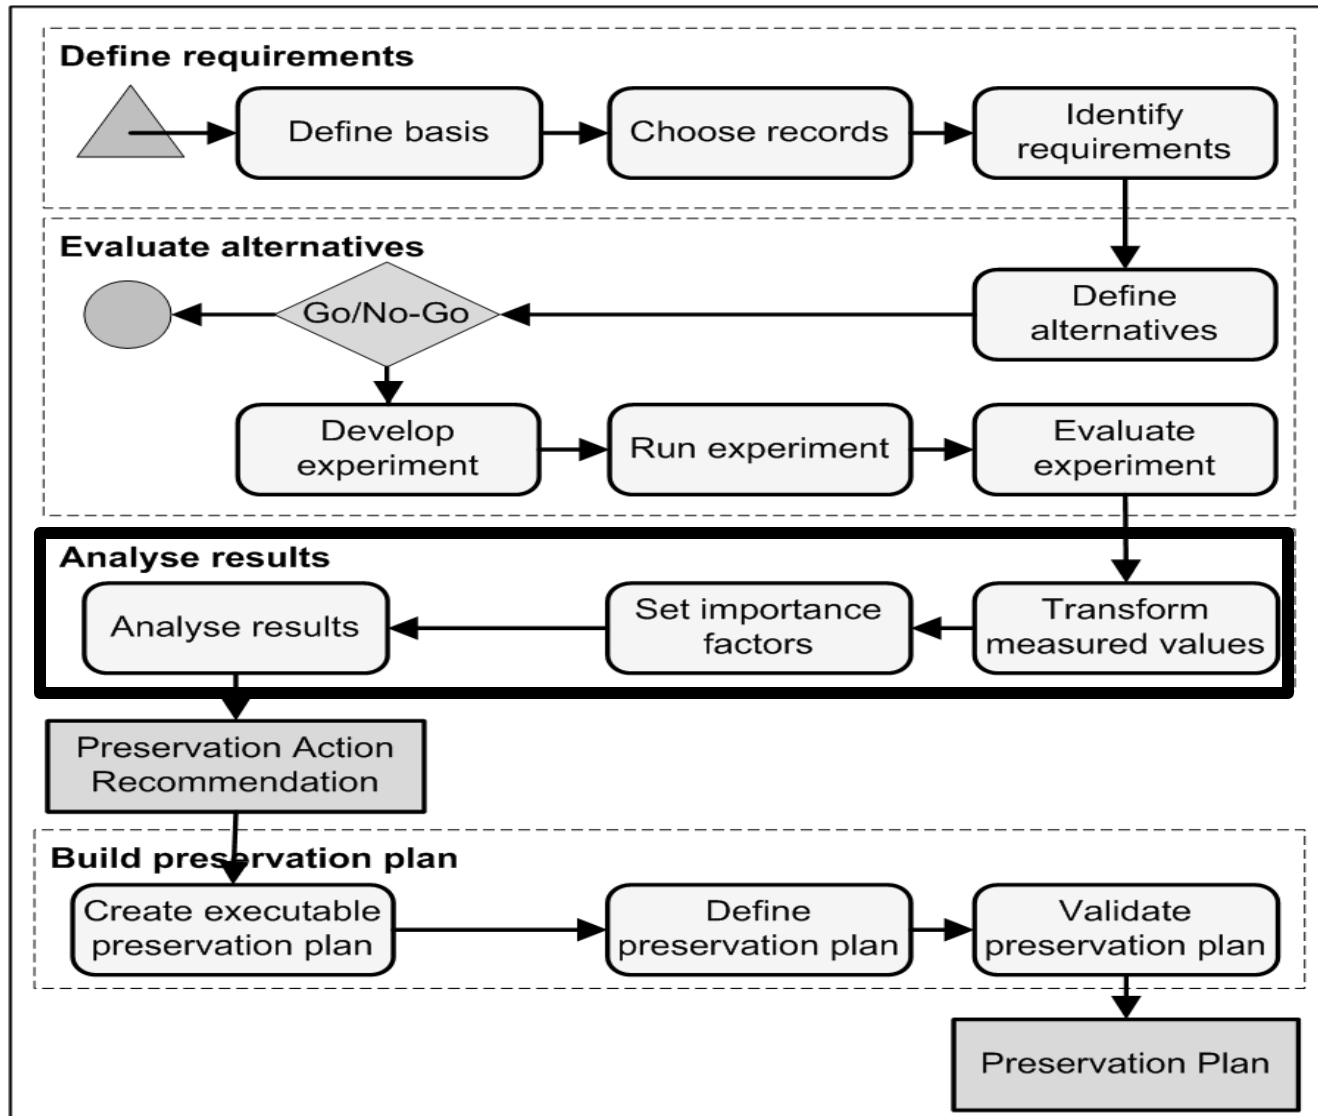 Define requirements
Define basis
Choose records
Identify
requirements
Evaluate alternatives
Go/No-Go
Define
alternatives
Develop
experiment
Run experiment
Evaluate
experiment
Analyse results
Analyse results
Set importance
factors
Transform
measured values
Preservation Action
Recommendation
Build preservation plan
Create executable
preservation plan
Define
preservation plan
Validate
preservation plan
Preservation Plan